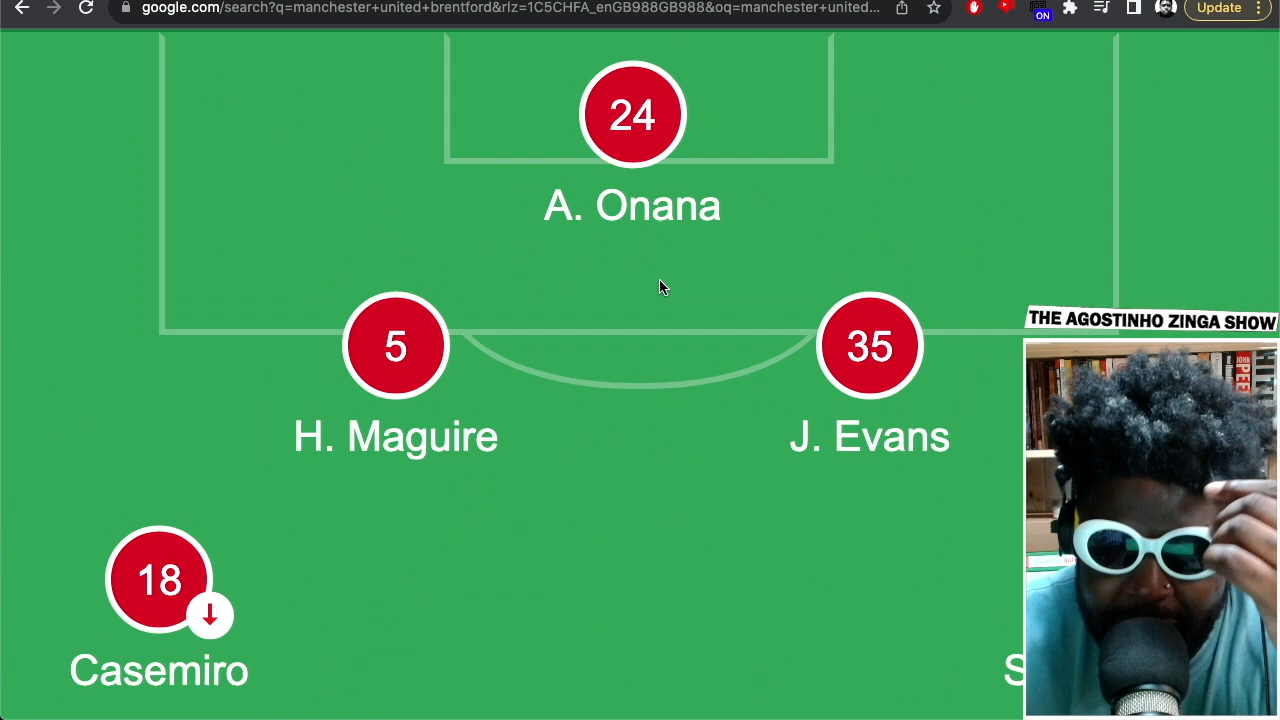 google.com/search?q=manchester+united+brentford&rlz=1C5CHFA_enGB988GB988&oq=manchester+united...
ON
Update
24
A. Onana
5
35
H. Maguire
J. Evans
THE AGOSTINHO ZINGA SHOW
18
Casemiro
S